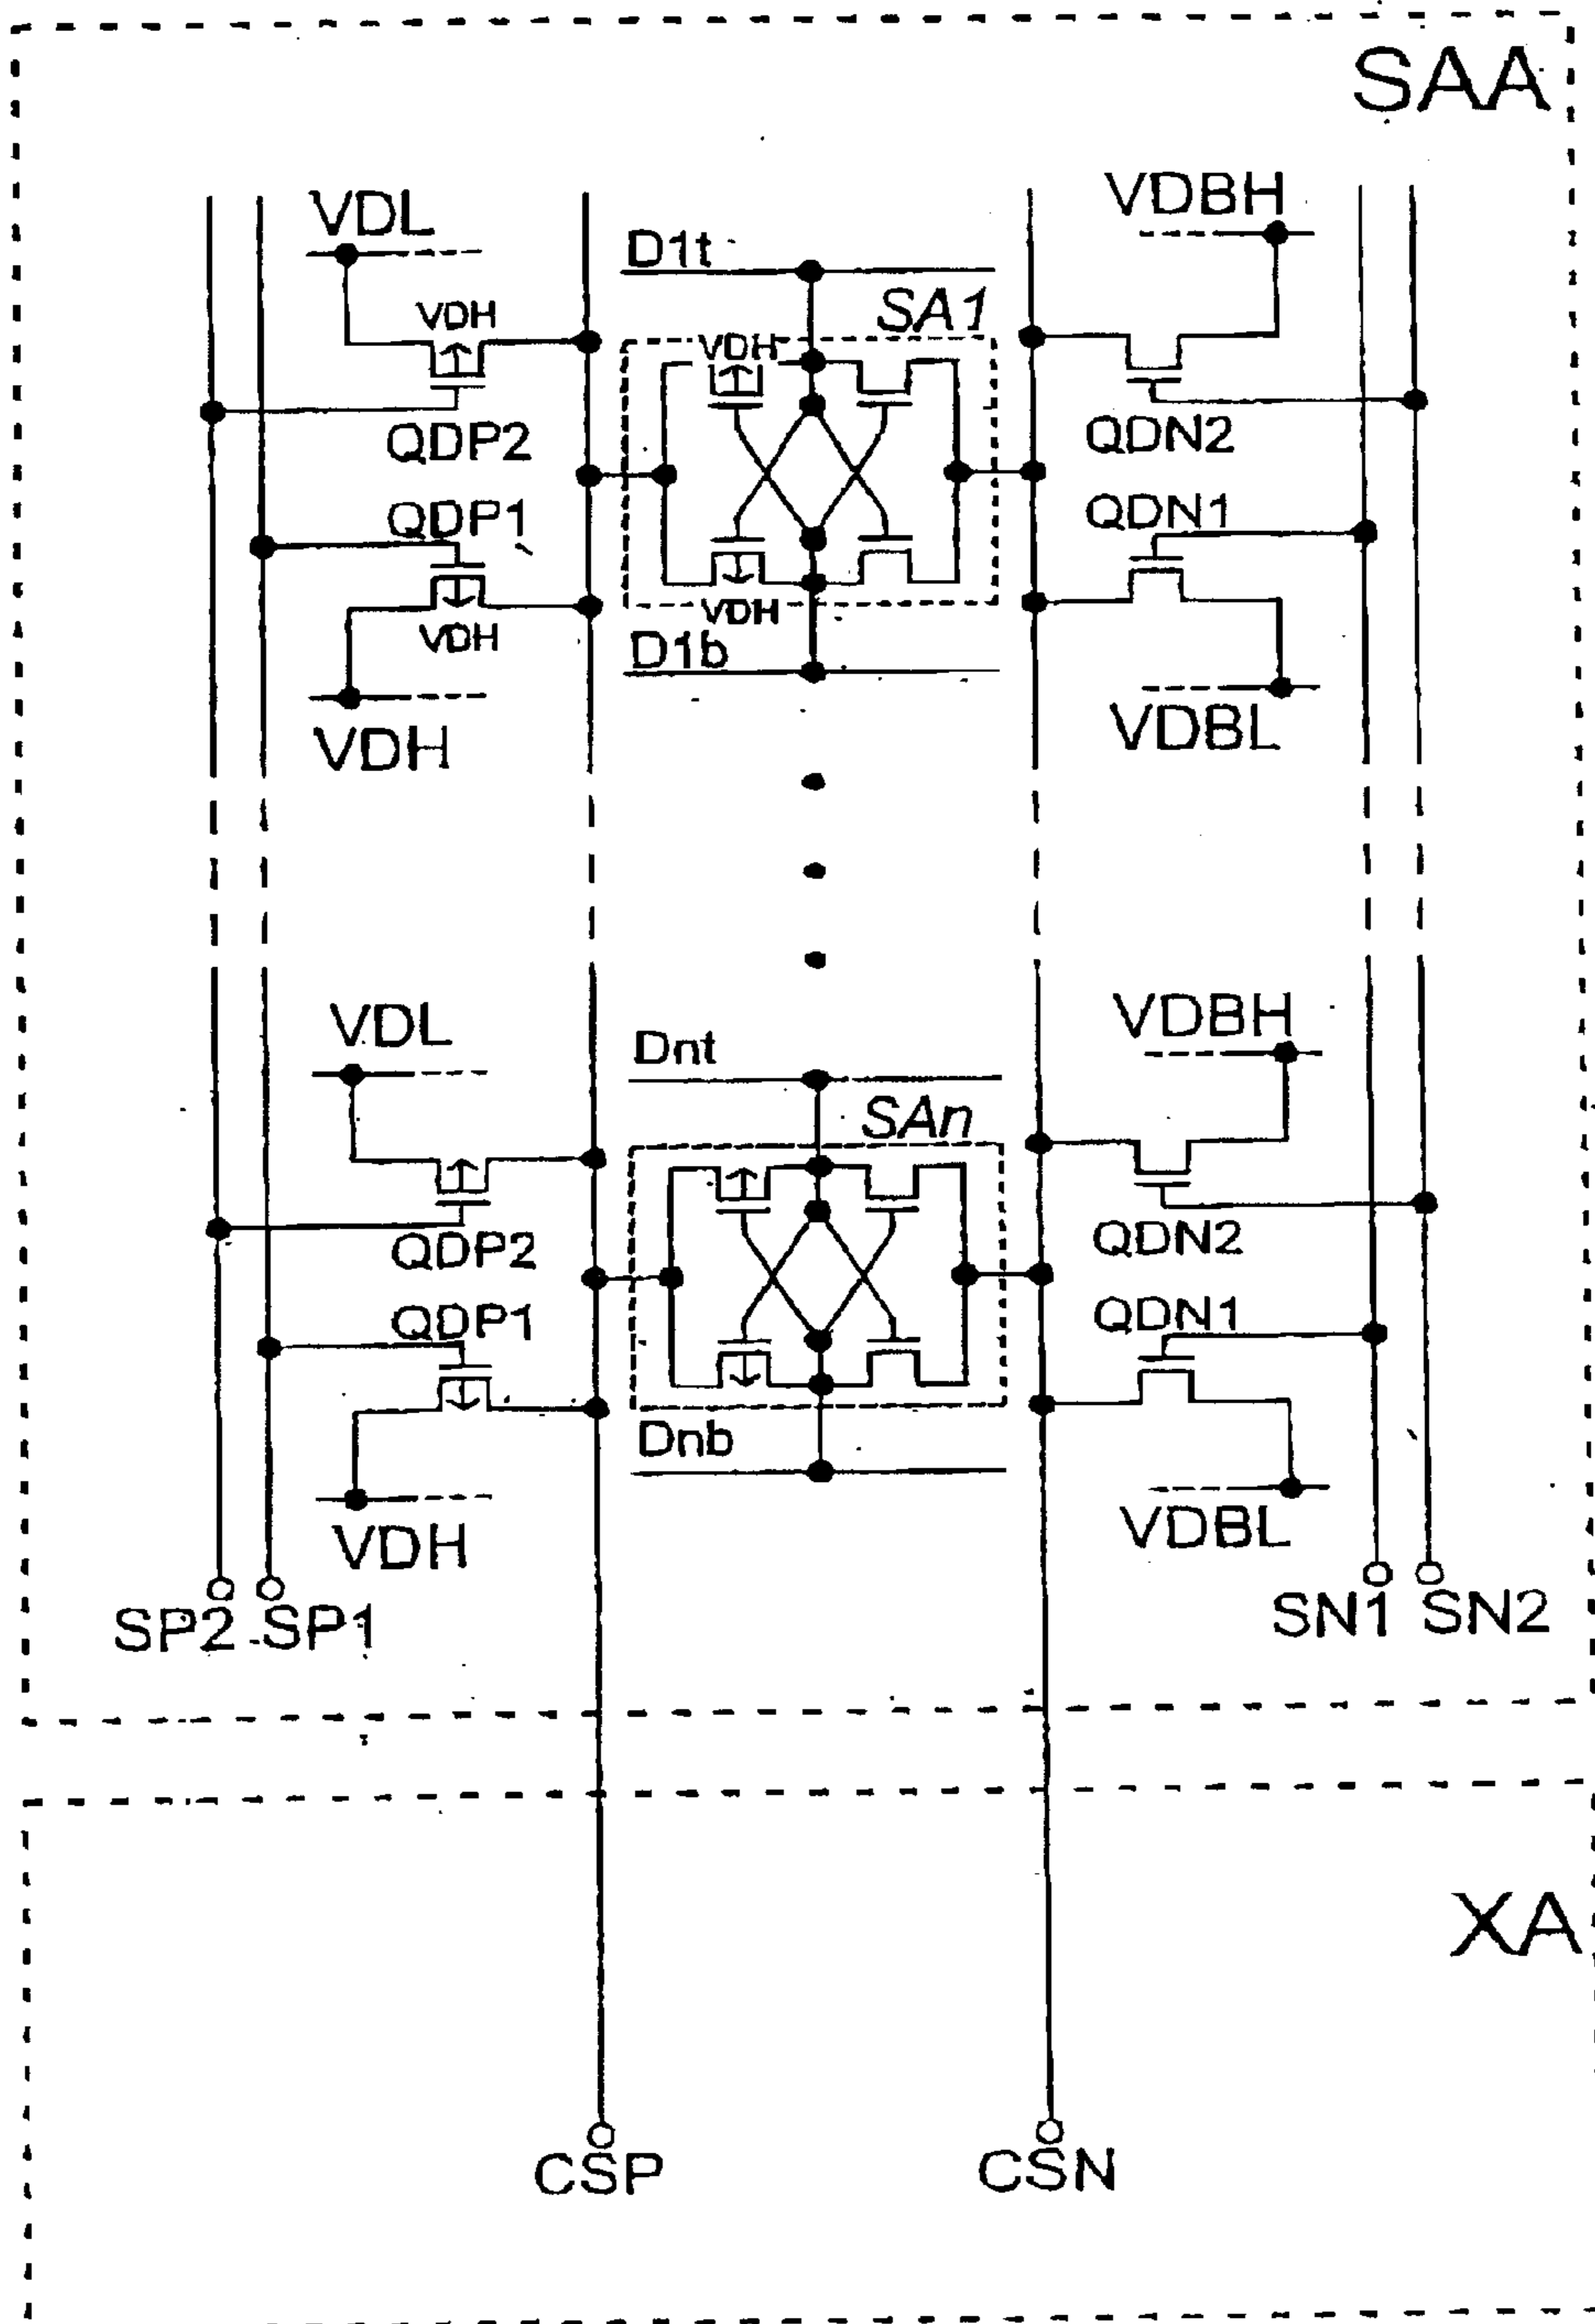 SAA
VDL
VDBH
D1t
SA1
VDH
VDH
QDP2
QDN2
QDP1
QDN1
VDH
VDH
D1b
VDH
VDBL
VDL
VDBH
Dnt
SAn
QDP2
QDN2
QDP1
QDN1
Dnb
VDH
VDBL
SP2 SP1
SN1 SN2
XA
CSP
CSN